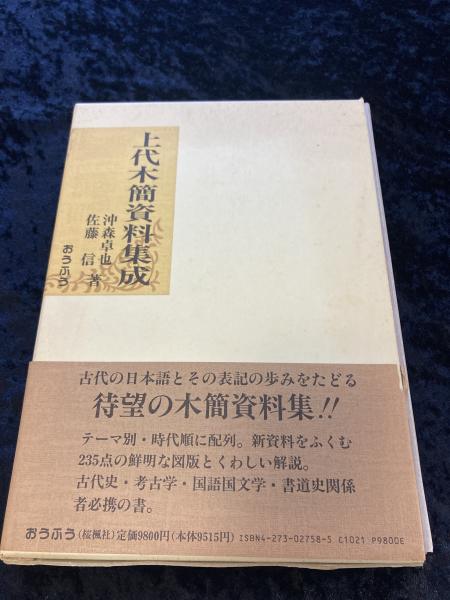 上代木簡資料集成
沖森卓也
佐藤 信 著
おうふう
古代の日本語とその表記の歩みをたどる
待望の木簡資料集!!
テーマ別・時代順に配列。新資料をふくむ
235点の鮮明な図版とくわしい解説。
古代史・考古学・国語国文学・書道史関係
者必携の書。
おうふう(桜楓社)定価9800円(本体9515円) ISBN4-273-02758-5 C1021 P9800E